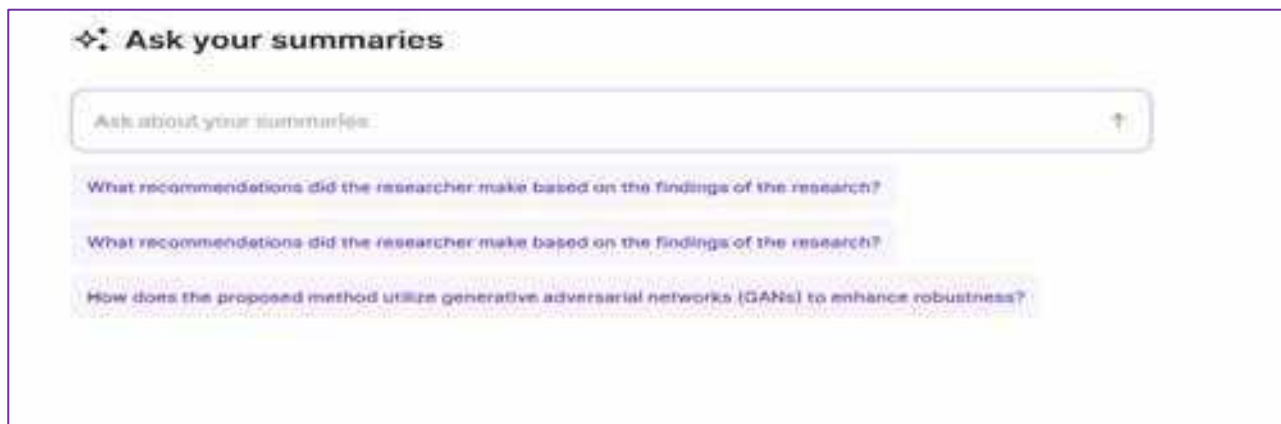 Ask your summaries
Ask about your summaries
What recommendations did the researcher make based on the findings of the research?
What recommendations did the researcher make based on the findings of the research?
How does the proposed method utilize generative adversarial networks (GANs) to enhance robustness?